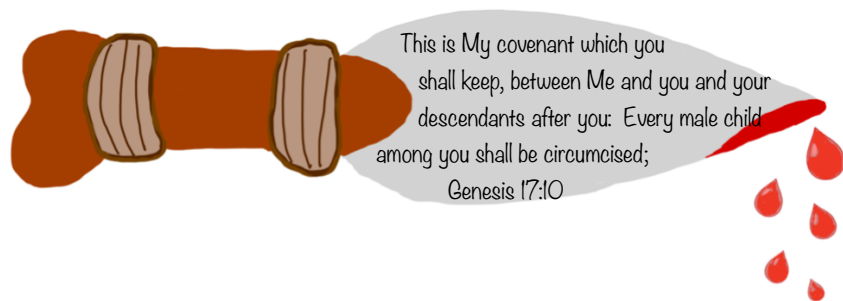 This is My covenant which you
shall keep, between Me and you and your
descendants after you:  Every male child
among you shall be circumcised;
Genesis 17:10